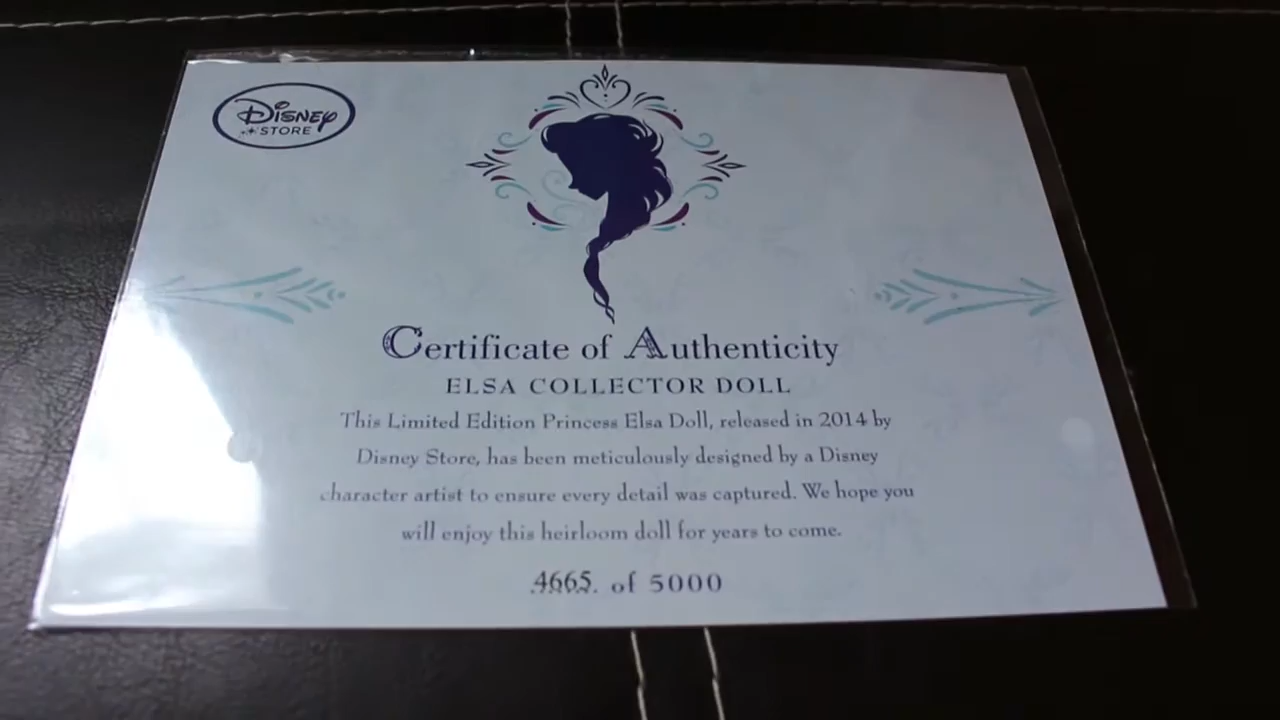 Disney
STORE
Certificate of Authenticity
ELSA COLLECTOR DOLL
This Limited Edition Princess Elsa Doll, released in 2014 by
Disney Store, has been meticulously designed by a Disney
character artist to ensure every detail was captured. We hope you
will enjoy this heirloom doll for years to come.
4665 of 5000